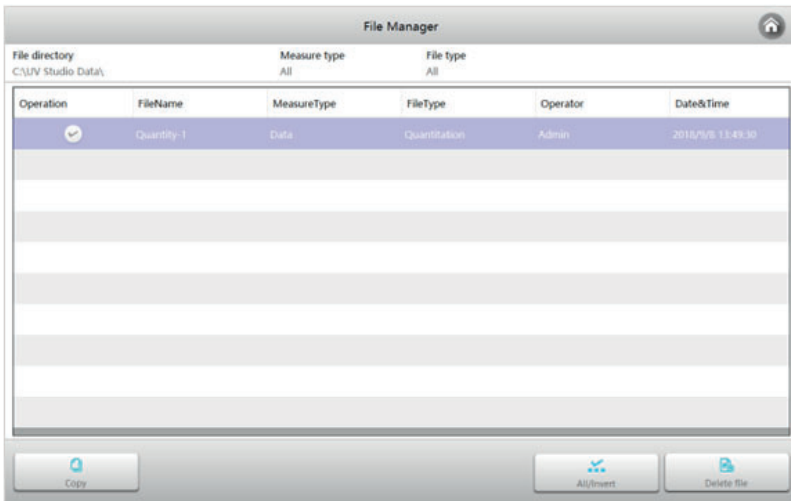 File Manager
File directory Measure type File type
C:\UV Studio Data\ All All
Operation FileName MeasureType FileType Operator Date&Time
Quantity-1 Data Quantitation Admin 2018/9/8 13:49:30
Copy All/Invert Delete file